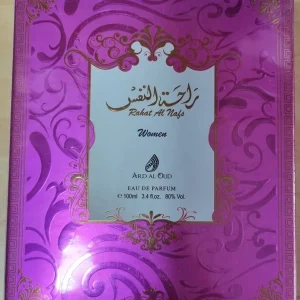 راحة النفس
Rahat Al Nafs
Women
ARD AL OUD
EAU DE PARFUM
℮100ml 3.4 fl.oz. 80% Vol.